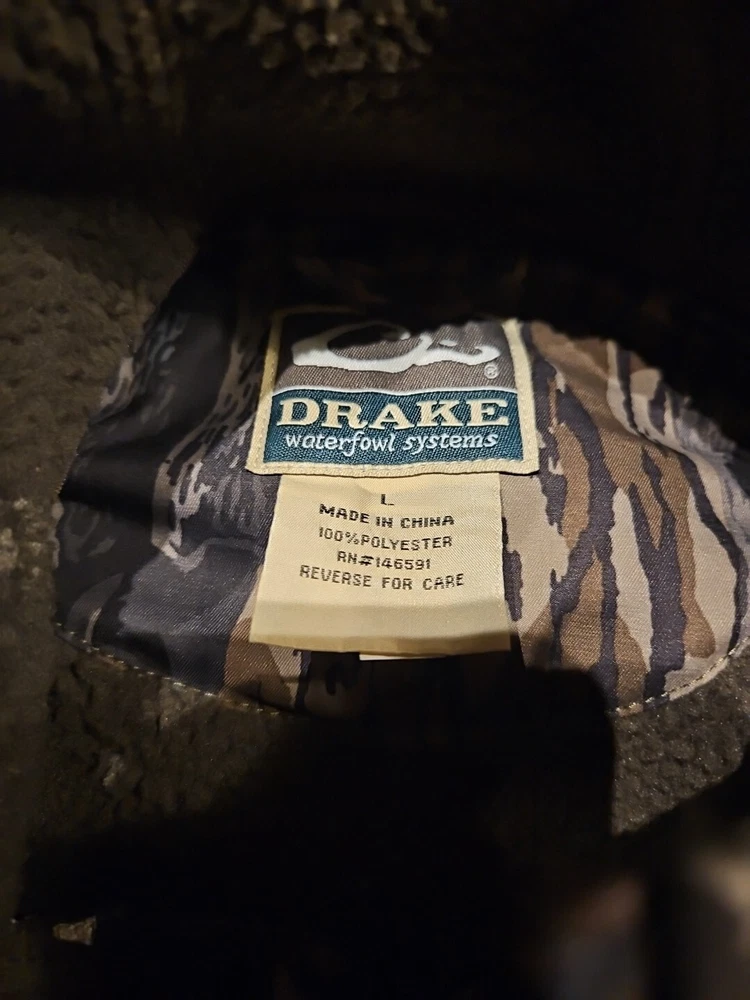 ®
DRAKE
waterfowl systems
L
MADE IN CHINA
100%POLYESTER
RN#146591
REVERSE FOR CARE